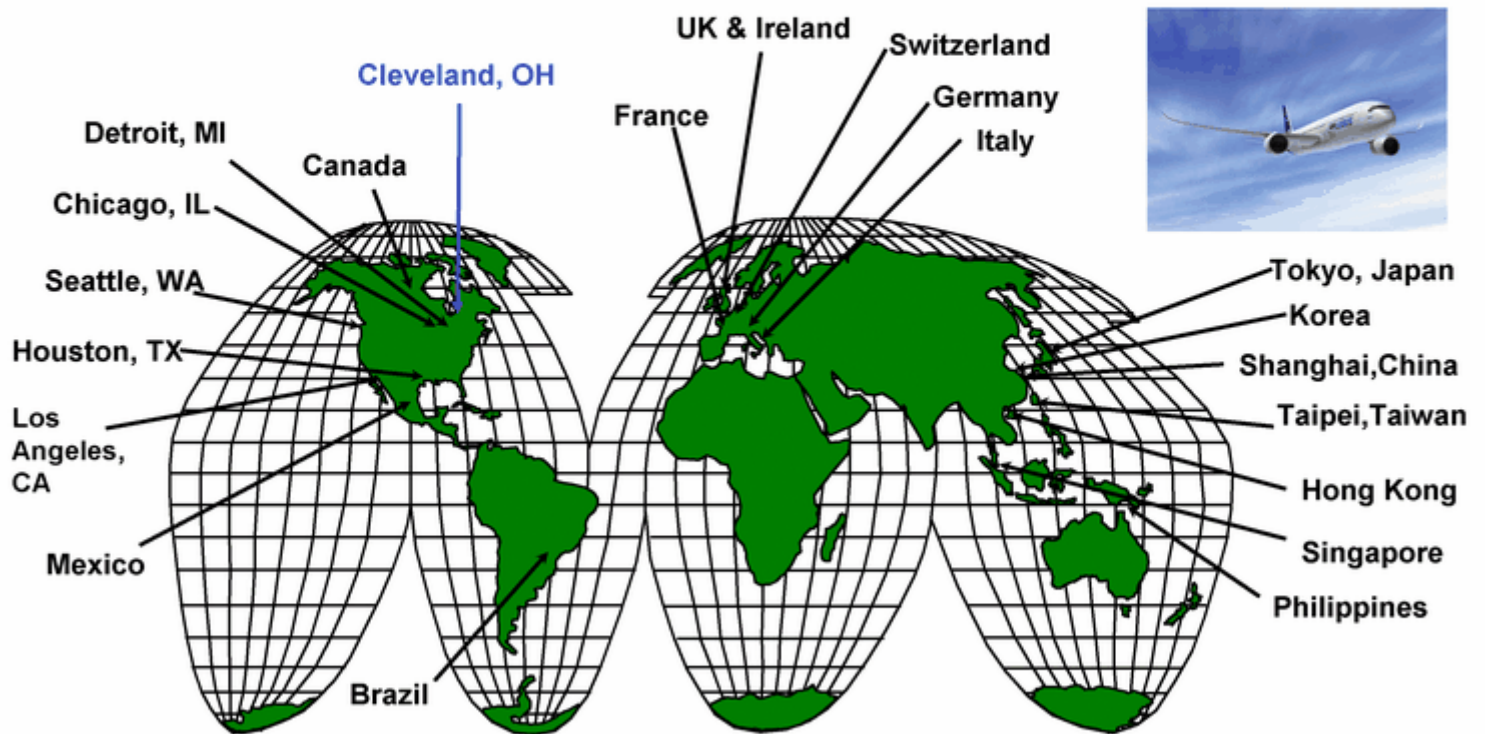 UK & Ireland
Switzerland
Cleveland, OH
Germany
France
Detroit, MI
Italy
Canada
Chicago, IL
Seattle, WA
Tokyo, Japan
Korea
Houston, TX
Shanghai,China
Los
Angeles,
CA
Taipei,Taiwan
Hong Kong
Mexico
Singapore
Philippines
Brazil